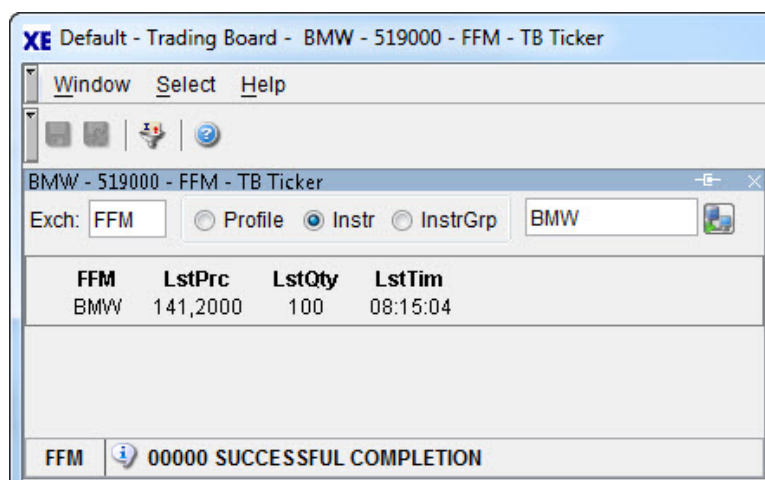 XE Default - Trading Board - BMW - 519000 - FFM - TB Ticker
Window Select Help
BMW - 519000 - FFM - TB Ticker
Exch: FFM Profile Instr InstrGrp BMW
FFM LstPrc LstQty LstTim
BMW 141,2000 100 08:15:04
FFM 00000 SUCCESSFUL COMPLETION